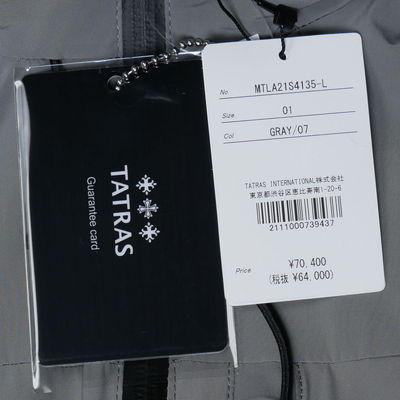 TATRAS
Guarantee card
No
MTLA21S4135-L
Size
01
Col
GRAY/07
TATRAS INTERNATIONAL株式会社
東京都渋谷区恵比寿南1-20-6
2111000739437
Price
¥70,400
(税抜 ¥64,000)